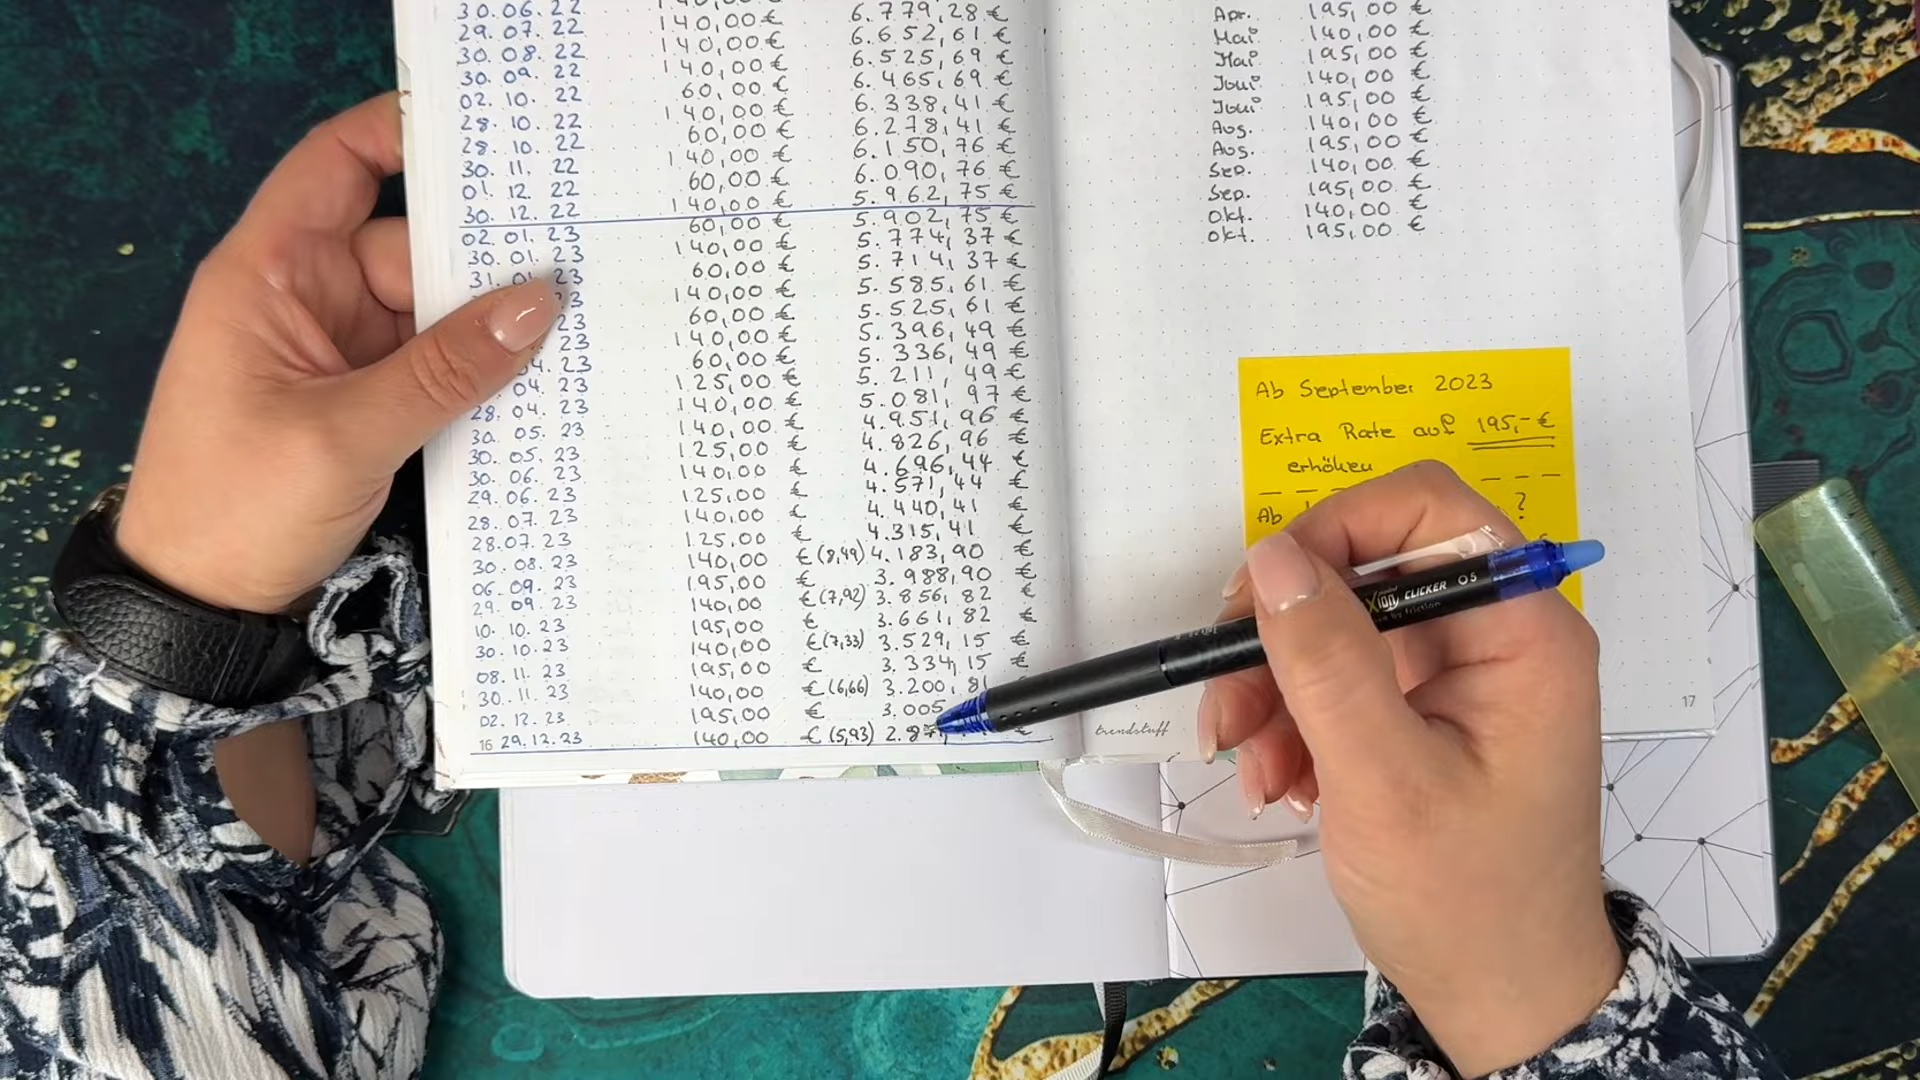 30.06.22
29.07.22 140,00 € 6.779,28 €
30.08.22 140,00 € 6.652,61 €
30.09.22 140,00 € 6.525,69 €
02.10.22 60,00 € 6.465,69 €
28.10.22 140,00 € 6.338,41 €
28.10.22 60,00 € 6.278,41 €
30.11.22 140,00 € 6.150,76 €
01.12.22 60,00 € 6.090,76 €
30.12.22 140,00 € 5.962,75 €
02.01.23 60,00 € 5.902,75 €
30.01.23 140,00 € 5.774,37 €
31.01.23 60,00 € 5.714,37 €
23 140,00 € 5.585,61 €
23 60,00 € 5.525,61 €
23 140,00 € 5.396,49 €
04.23 60,00 € 5.336,49 €
04.23 125,00 € 5.211,49 €
28.04.23 140,00 € 5.081,97 €
30.05.23 140,00 € 4.951,96 €
30.05.23 125,00 € 4.826,96 €
30.06.23 140,00 € 4.696,44 €
29.06.23 125,00 € 4.571,44 €
28.07.23 140,00 € 4.440,41 €
28.07.23 125,00 € 4.315,41 €
30.08.23 140,00 € (8,49) 4.183,90 €
06.09.23 195,00 € 3.988,90 €
29.09.23 140,00 € (7,92) 3.856,82 €
10.10.23 195,00 € 3.661,82 €
30.10.23 140,00 € (7,33) 3.529,15 €
08.11.23 195,00 € 3.334,15 €
30.11.23 140,00 € (6,66) 3.200,81
02.12.23 195,00 € 3.005
29.12.23 140,00 € (5,93)
16
Apr. 195,00 €
Mai 140,00 €
Mai 195,00 €
Juni 140,00 €
Juni 195,00 €
Aug. 140,00 €
Aug. 195,00 €
Sep. 140,00 €
Sep. 195,00 €
Okt. 140,00 €
Okt. 195,00 €
Ab September 2023
Extra Rate auf 195,- €
erhöhen
Ab ?
CLICKER 05
trendstuff
17